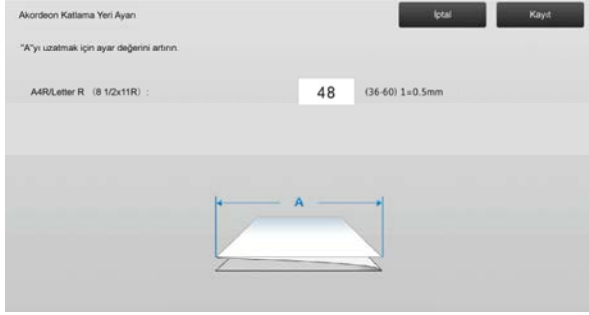 Akordeon Katlama Yeri Ayarı
İptal
Kayıt
"A"yı uzatmak için ayar değerini artırın.
A4R/Letter R (8 1/2x11R) :
48
(36-60) 1=0.5mm
A